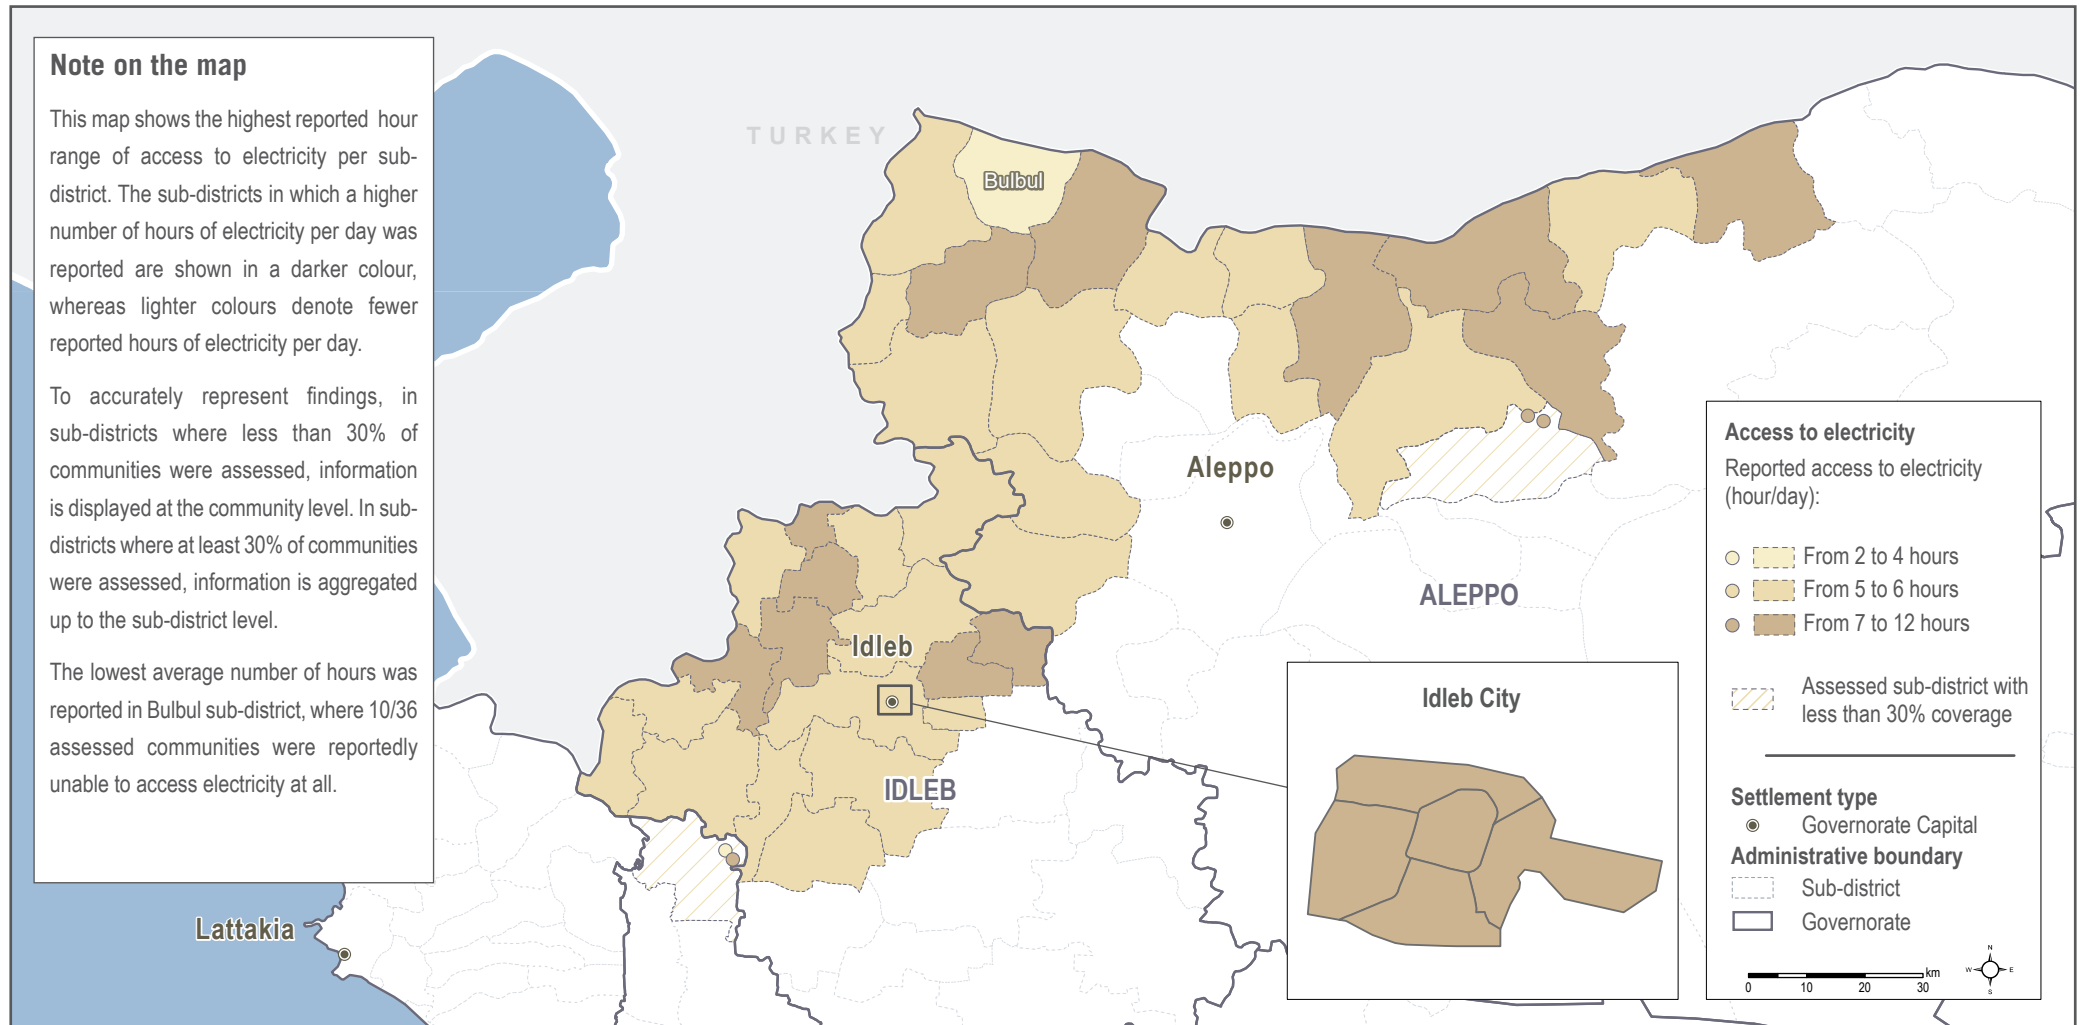 Note on the map
This map shows the highest reported hour
range of access to electricity per sub-
district. The sub-districts in which a higher
number of hours of electricity per day was
reported are shown in a darker colour,
whereas lighter colours denote fewer
reported hours of electricity per day.
To accurately represent findings, in
sub-districts where less than 30% of
communities were assessed, information
is displayed at the community level. In sub-
districts where at least 30% of communities
were assessed, information is aggregated
up to the sub-district level.
The lowest average number of hours was
reported in Bulbul sub-district, where 10/36
assessed communities were reportedly
unable to access electricity at all.
TURKEY
Bulbul
Aleppo
ALEPPO
Idleb
IDLEB
Lattakia
Idleb City
Access to electricity
Reported access to electricity
(hour/day):
From 2 to 4 hours
From 5 to 6 hours
From 7 to 12 hours
Assessed sub-district with
less than 30% coverage
Settlement type
Governorate Capital
Administrative boundary
Sub-district
Governorate
N
W E
S
km
0 10 20 30